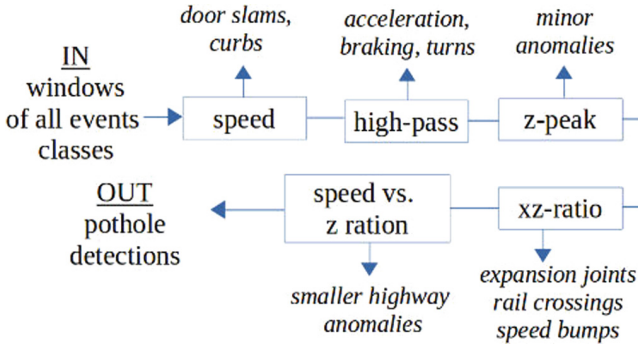 door slams,
curbs
acceleration,
braking, turns
minor
anomalies
IN
windows
of all events
classes
speed
high-pass
z-peak
OUT
pothole
detections
speed vs.
z ration
xz-ratio
smaller highway
anomalies
expansion joints
rail crossings
speed bumps